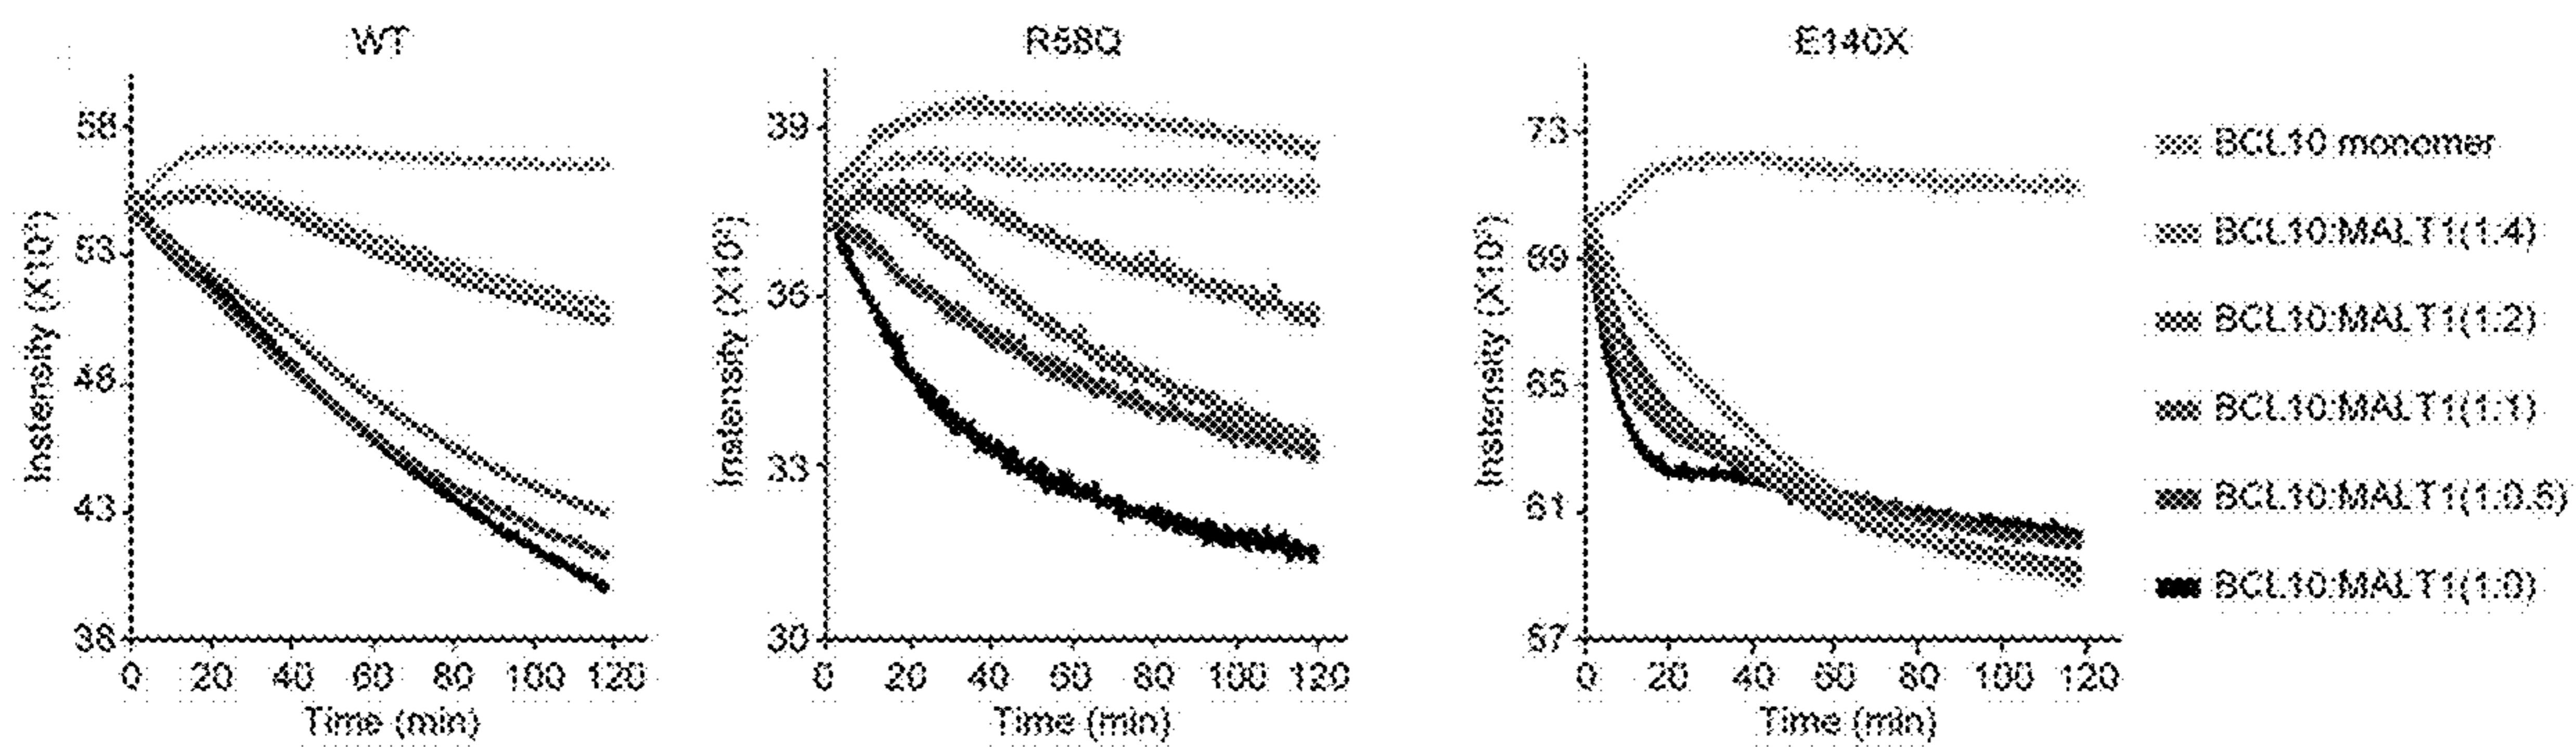 WT
58
53
48
43
38
0 20 40 60 80 100 120
Time (min)
Instensity (X10⁵)
R58Q
39
36
33
30
0 20 40 60 80 100 120
Time (min)
Instensity (X10⁵)
E140X
73
69
65
61
57
0 20 40 60 80 100 120
Time (min)
Instensity (X10⁵)
BCL10 monomer
BCL10:MALT1(1:4)
BCL10:MALT1(1:2)
BCL10:MALT1(1:1)
BCL10:MALT1(1:0.5)
BCL10:MALT1(1:0)